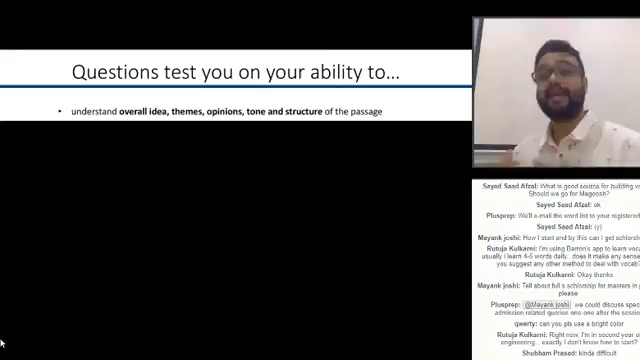 Questions test you on your ability to...
• understand overall idea, themes, opinions, tone and structure of the passage
Sayed Saad Afzal: What is good source for building
Should we go for Magoosh?
Sayed Saad Afzal: ok
Plusprep: We'll e-mail the word list to your registered
Sayed Saad Afzal: (y)
Mayank joshi: How I start and by this can I get schlorsh
Rutuja Kulkarni: I'm using Barron's app to learn voca
usually I learn 4-5 words daily...does it make any sense
you suggest any other method to deal with vocab?
Rutuja Kulkarni: Okay thanks
Mayank joshi: Tell about full s schlorship for masters in
please
Plusprep: @Mayank joshi we could discuss spec
admission related queries one one after the sessio
qwerty: can you pls use a bright color
Rutuja Kulkarni: Right now, I'm in second year o
engineering... exactly I don't know how to start?
Shubham Prasad: kinda difficult